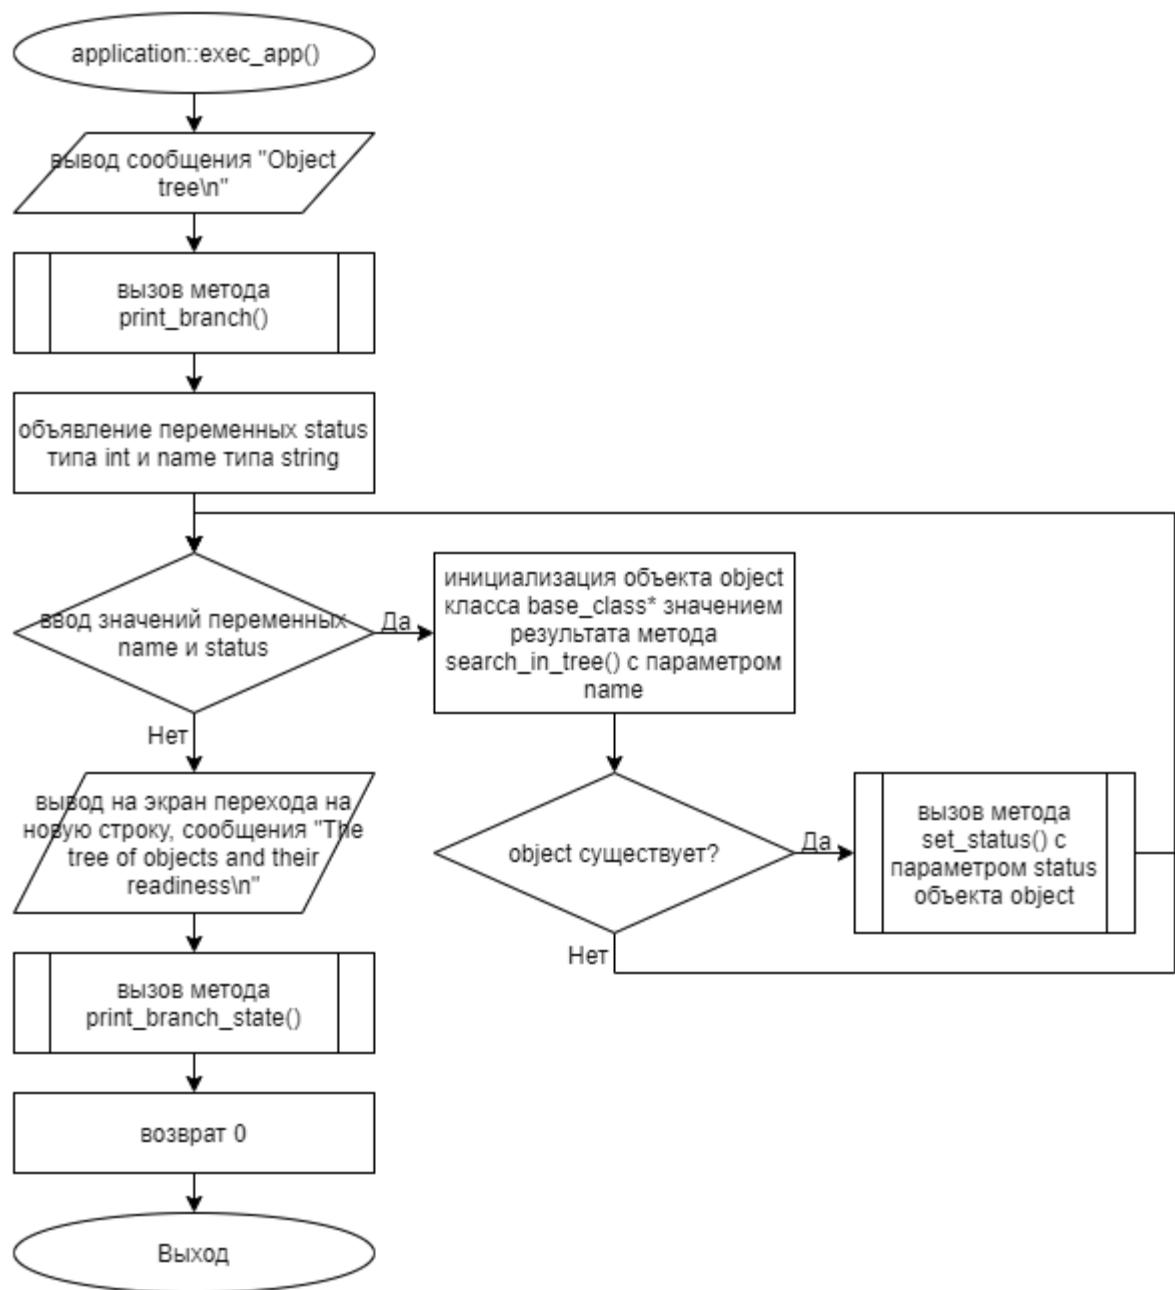 application::exec_app()
вывод сообщения "Object
tree\n"
вызов метода
print_branch()
объявление переменных status
типа int и name типа string
ввод значений переменных
name и status
Да
инициализация объекта object
класса base_class* значением
результата метода
search_in_tree() с параметром
name
Нет
вывод на экран перехода на
новую строку, сообщения "The
tree of objects and their
readiness\n"
object существует?
Да
вызов метода
set_status() с
параметром status
объекта object
Нет
вызов метода
print_branch_state()
возврат 0
Выход